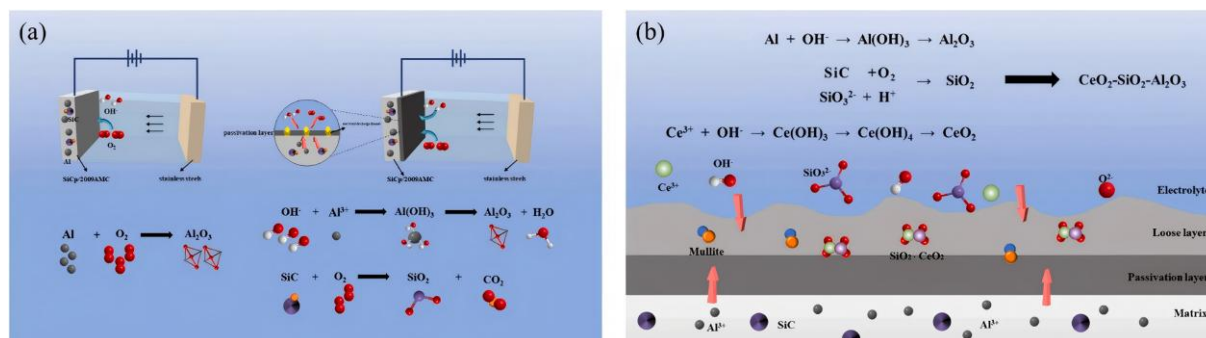 (a)
SiC
OH⁻
O₂
Al
SiCp/2009AMC
stainless steels
passivation layer
SiCp/2009AMC
stainless steels
Al + O₂ Al₂O₃
OH⁻ + Al³⁺ Al(OH)₃ Al₂O₃ + H₂O
SiC + O₂ SiO₂ + CO₂
(b)
Al + OH⁻ → Al(OH)₃ → Al₂O₃
SiC + O₂
SiO₃²⁻ + H⁺
→ SiO₂
CeO₂-SiO₂-Al₂O₃
Ce³⁺ + OH⁻ → Ce(OH)₃ → Ce(OH)₄ → CeO₂
Ce³⁺
OH⁻
SiO₃²⁻
O²⁻
Electrolyte
Loose layer
Mullite
SiO₂ · CeO₂
Passivation layer
Matrix
Al³⁺
SiC
Al³⁺